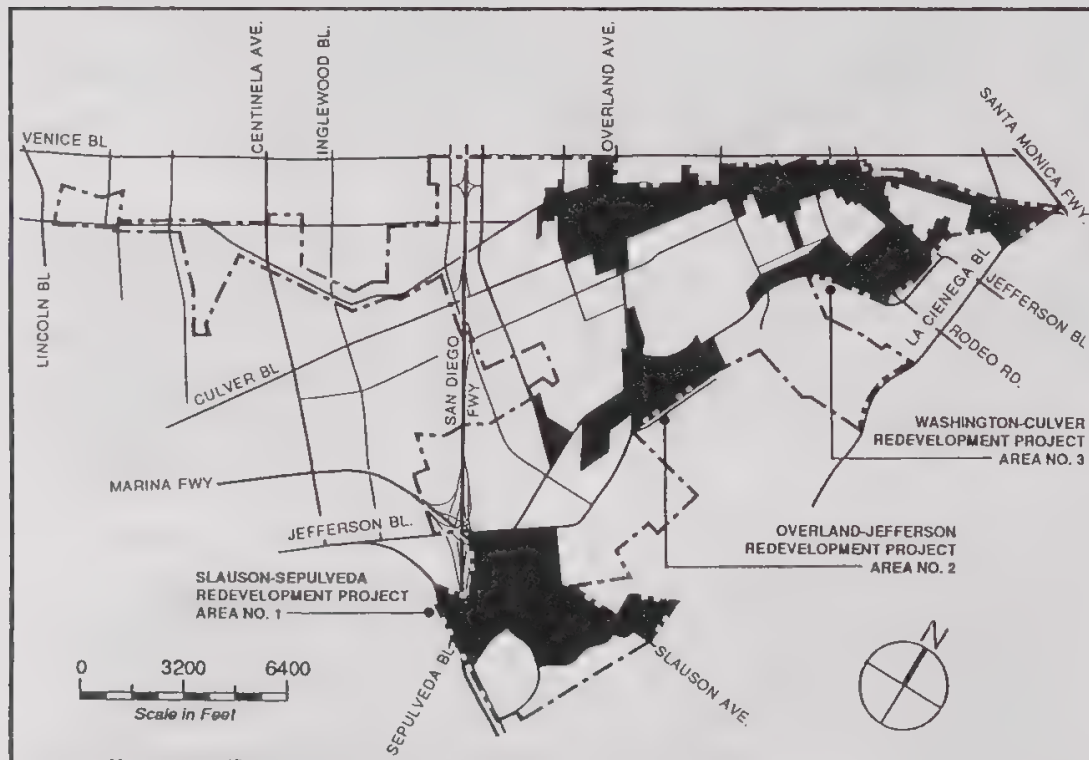 CENTINELA AVE.
INGLEWOOD BL.
OVERLAND AVE.
SANTA MONICA FWY.
VENICE BL
LINCOLN BL
CULVER BL
SAN DIEGO
FWY
LA CIENEGA BL
JEFFERSON BL
RODEO RD.
WASHINGTON-CULVER
REDEVELOPMENT PROJECT
AREA NO. 3
MARINA FWY
JEFFERSON BL.
OVERLAND-JEFFERSON
REDEVELOPMENT PROJECT
AREA NO. 2
SLAUSON-SEPULVEDA
REDEVELOPMENT PROJECT
AREA NO. 1
SEPULVEDA BL
SLAUSON AVE.
N
0 3200 6400
Scale in Feet